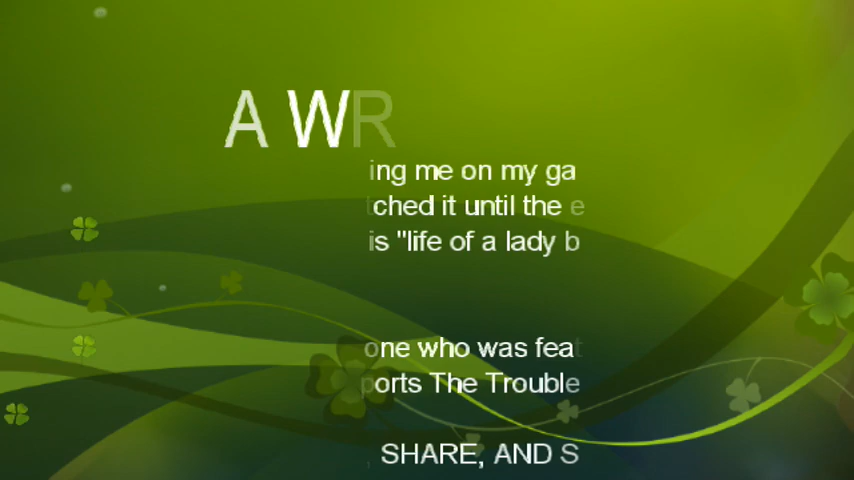 A WR
ing me on my ga
ched it until the e
is "life of a lady b
one who was feat
ports The Trouble
SHARE, AND S